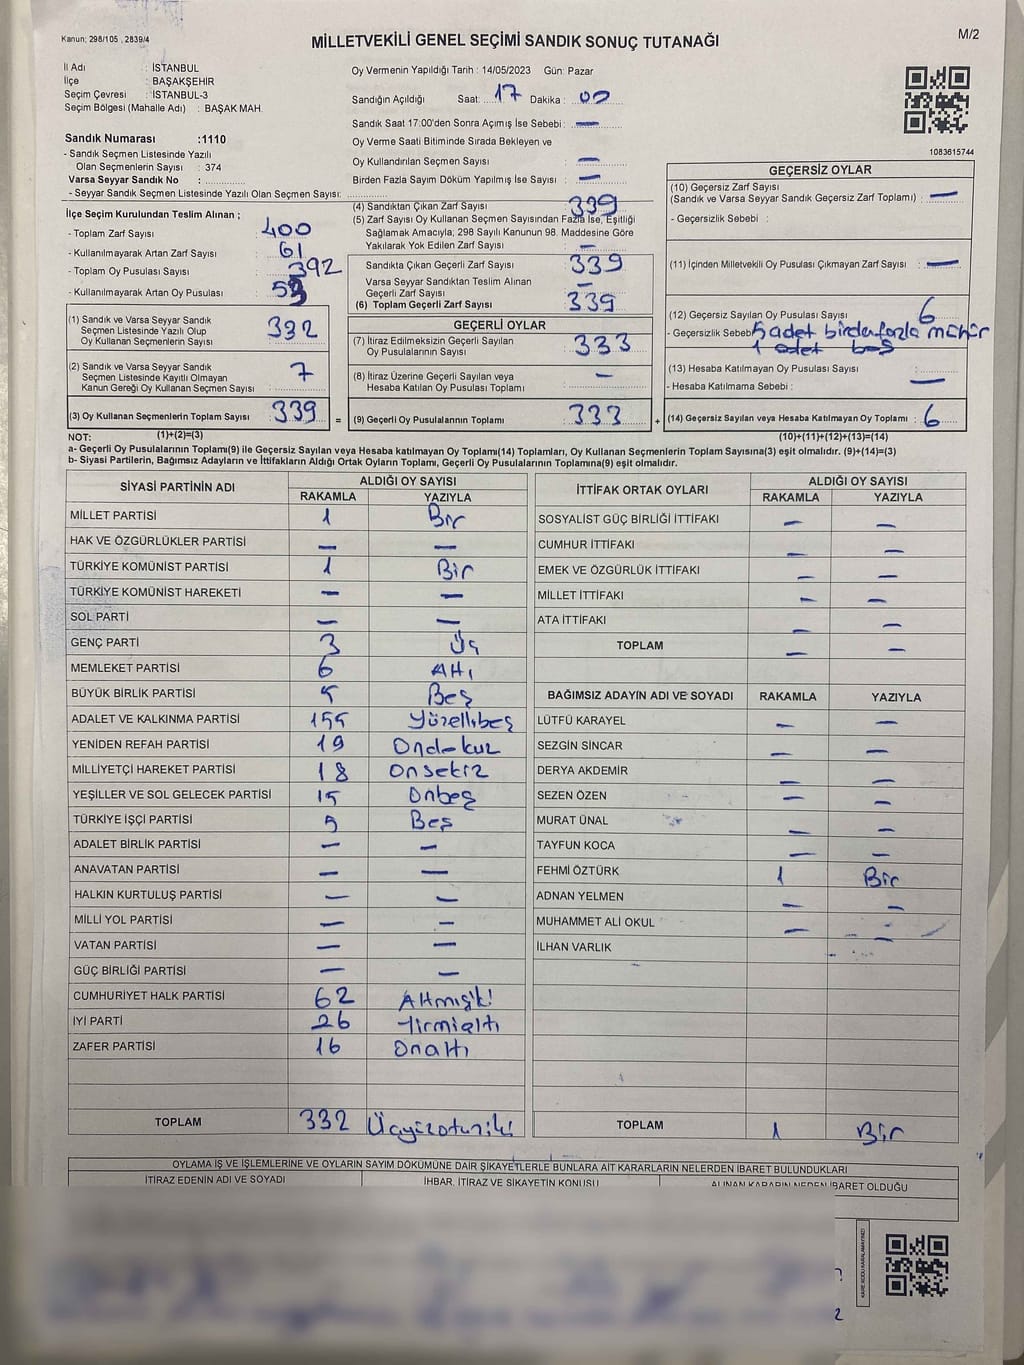 Kanun; 298/105 , 2839/4
MİLLETVEKİLİ GENEL SEÇİMİ SANDIK SONUÇ TUTANAĞI
M/2
İl Adı : İSTANBUL
İlçe : BAŞAKŞEHİR
Seçim Çevresi : İSTANBUL-3
Seçim Bölgesi (Mahalle Adı) : BAŞAK MAH.
Sandık Numarası :1110
- Sandık Seçmen Listesinde Yazılı
Olan Seçmenlerin Sayısı : 374
Varsa Seyyar Sandık No :
- Seyyar Sandık Seçmen Listesinde Yazılı Olan Seçmen Sayısı:
Oy Vermenin Yapıldığı Tarih : 14/05/2023 Gün: Pazar
Sandığın Açıldığı Saat: 17 Dakika : 00
Sandık Saat 17:00'den Sonra Açımış İse Sebebi : —
Oy Verme Saati Bitiminde Sırada Bekleyen ve
Oy Kullandırılan Seçmen Sayısı : —
Birden Fazla Sayım Döküm Yapılmış İse Sayısı : —
1083615744
İlçe Seçim Kurulundan Teslim Alınan ;
- Toplam Zarf Sayısı : 400
- Kullanılmayarak Artan Zarf Sayısı : 61
- Toplam Oy Pusulası Sayısı : 392
- Kullanılmayarak Artan Oy Pusulası :
(1) Sandık ve Varsa Seyyar Sandık
Seçmen Listesinde Yazılı Olup
Oy Kullanan Seçmenlerin Sayısı : 332
(2) Sandık ve Varsa Seyyar Sandık
Seçmen Listesinde Kayıtlı Olmayan
Kanun Gereği Oy Kullanan Seçmen Sayısı : 7
(3) Oy Kullanan Seçmenlerin Toplam Sayısı : 339 =
(4) Sandıktan Çıkan Zarf Sayısı : 339
(5) Zarf Sayısı Oy Kullanan Seçmen Sayısından Fazla İse, Eşitliği
Sağlamak Amacıyla, 298 Sayılı Kanunun 98. Maddesine Göre
Yakılarak Yok Edilen Zarf Sayısı : —
Sandıkta Çıkan Geçerli Zarf Sayısı : 339
Varsa Seyyar Sandıktan Teslim Alınan
Geçerli Zarf Sayısı : —
(6) Toplam Geçerli Zarf Sayısı : 339
GEÇERLİ OYLAR
(7) İtiraz Edilmeksizin Geçerli Sayılan
Oy Pusulalarının Sayısı : 333
(8) İtiraz Üzerine Geçerli Sayılan veya
Hesaba Katılan Oy Pusulası Toplamı : —
(9) Geçerli Oy Pusulalarının Toplamı : 333 +
GEÇERSİZ OYLAR
(10) Geçersiz Zarf Sayısı
(Sandık ve Varsa Seyyar Sandık Geçersiz Zarf Toplamı) : —
- Geçersizlik Sebebi :
(11) İçinden Milletvekili Oy Pusulası Çıkmayan Zarf Sayısı : —
(12) Geçersiz Sayılan Oy Pusulası Sayısı : 6
- Geçersizlik Sebebi 5 adet birden fazla mühür
1 adet boş
(13) Hesaba Katılmayan Oy Pusulası Sayısı :
- Hesaba Katılmama Sebebi : —
(14) Geçersiz Sayılan veya Hesaba Katılmayan Oy Toplamı : 6
NOT: (1)+(2)=(3)
(10)+(11)+(12)+(13)=(14)
a- Geçerli Oy Pusulalarının Toplamı(9) ile Geçersiz Sayılan veya Hesaba katılmayan Oy Toplamı(14) Toplamları, Oy Kullanan Seçmenlerin Toplam Sayısına(3) eşit olmalıdır. (9)+(14)=(3)
b- Siyasi Partilerin, Bağımsız Adayların ve İttifakların Aldığı Ortak Oyların Toplamı, Geçerli Oy Pusulalarının Toplamına(9) eşit olmalıdır.
SİYASİ PARTİNİN ADI ALDIĞI OY SAYISI
RAKAMLA YAZIYLA
MİLLET PARTİSİ 1 Bir
HAK VE ÖZGÜRLÜKLER PARTİSİ — —
TÜRKİYE KOMÜNİST PARTİSİ 1 Bir
TÜRKİYE KOMÜNİST HAREKETİ — —
SOL PARTİ — —
GENÇ PARTİ 3 Üç
MEMLEKET PARTİSİ 6 Altı
BÜYÜK BİRLİK PARTİSİ 5 Beş
ADALET VE KALKINMA PARTİSİ 155 Yüzellibeş
YENİDEN REFAH PARTİSİ 19 Ondokuz
MİLLİYETÇİ HAREKET PARTİSİ 18 Onsekiz
YEŞİLLER VE SOL GELECEK PARTİSİ 15 Onbeş
TÜRKİYE İŞÇİ PARTİSİ 5 Beş
ADALET BİRLİK PARTİSİ — —
ANAVATAN PARTİSİ — —
HALKIN KURTULUŞ PARTİSİ — —
MİLLİ YOL PARTİSİ — —
VATAN PARTİSİ — —
GÜÇ BİRLİĞİ PARTİSİ — —
CUMHURİYET HALK PARTİSİ 62 Altmışiki
İYİ PARTİ 26 Yirmialtı
ZAFER PARTİSİ 16 Onaltı
TOPLAM 332 Üçyüzotuziki
İTTİFAK ORTAK OYLARI ALDIĞI OY SAYISI
RAKAMLA YAZIYLA
SOSYALİST GÜÇ BİRLİĞİ İTTİFAKI — —
CUMHUR İTTİFAKI — —
EMEK VE ÖZGÜRLÜK İTTİFAKI — —
MİLLET İTTİFAKI — —
ATA İTTİFAKI — —
TOPLAM — —
BAĞIMSIZ ADAYIN ADI VE SOYADI RAKAMLA YAZIYLA
LÜTFÜ KARAYEL — —
SEZGİN SİNCAR — —
DERYA AKDEMİR — —
SEZEN ÖZEN — —
MURAT ÜNAL — —
TAYFUN KOCA — —
FEHMİ ÖZTÜRK 1 Bir
ADNAN YELMEN — —
MUHAMMET ALİ OKUL — —
İLHAN VARLIK
TOPLAM 1 Bir
OYLAMA İŞ VE İŞLEMLERİNE VE OYLARIN SAYIM DÖKÜMÜNE DAİR ŞİKAYETLERLE BUNLARA AİT KARARLARIN NELERDEN İBARET BULUNDUKLARI
İTİRAZ EDENİN ADI VE SOYADI İHBAR, İTİRAZ VE ŞİKAYETİN KONUSU ALINAN KARARIN NEDEN İBARET OLDUĞU
KARE KODU KARALAMAYINIZ!